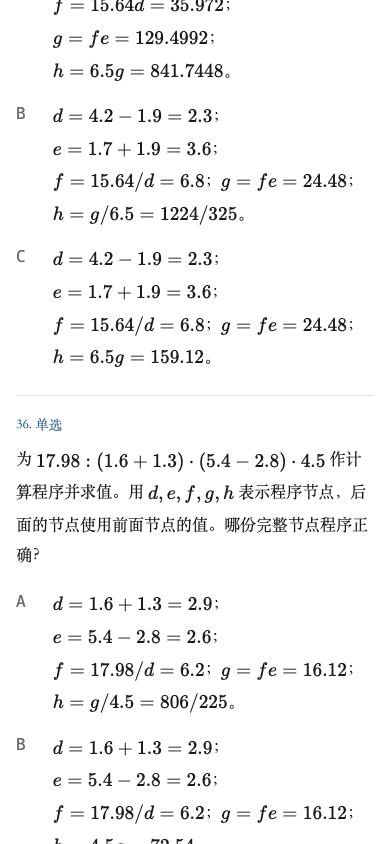 f = 15.64d = 35.972;
g = fe = 129.4992;
h = 6.5g = 841.7448。
B d = 4.2 − 1.9 = 2.3;
e = 1.7 + 1.9 = 3.6;
f = 15.64/d = 6.8; g = fe = 24.48;
h = g/6.5 = 1224/325。
C d = 4.2 − 1.9 = 2.3;
e = 1.7 + 1.9 = 3.6;
f = 15.64/d = 6.8; g = fe = 24.48;
h = 6.5g = 159.12。
36. 单选
为 17.98 : (1.6 + 1.3) · (5.4 − 2.8) · 4.5 作计
算程序并求值。用 d, e, f, g, h 表示程序节点，后
面的节点使用前面节点的值。哪份完整节点程序正
确？
A d = 1.6 + 1.3 = 2.9;
e = 5.4 − 2.8 = 2.6;
f = 17.98/d = 6.2; g = fe = 16.12;
h = g/4.5 = 806/225。
B d = 1.6 + 1.3 = 2.9;
e = 5.4 − 2.8 = 2.6;
f = 17.98/d = 6.2; g = fe = 16.12;